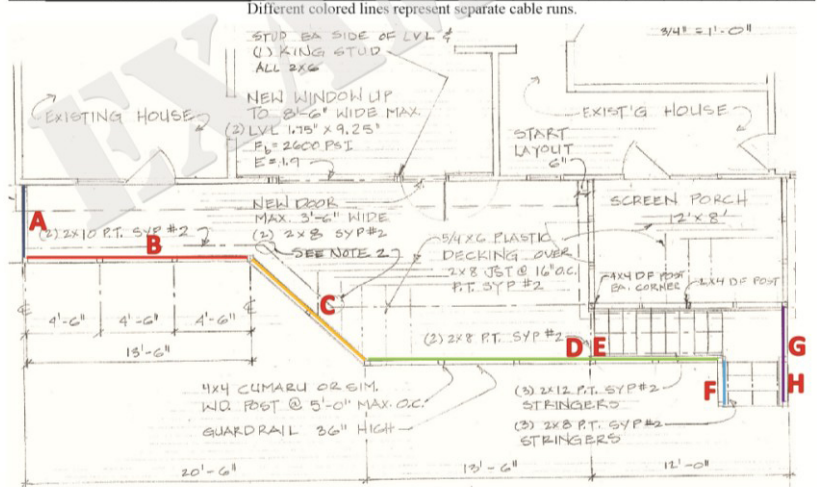 Different colored lines represent separate cable runs.
STUD EA SIDE OF LVL &
(1) KING STUD
ALL 2X6
3/4" = 1'-0"
EXAM
EXISTING HOUSE
NEW WINDOW UP
TO 8'-6" WIDE MAX
(2) LVL 1.75" X 9.25"
Fb = 2600 PSI
E = 1.9
EXIST'G HOUSE
START
LAYOUT
6"
A
NEW DOOR
MAX. 3'-6" WIDE
(2) 2X8 SYP #2
SEE NOTE 2
SCREEN PORCH
12' X 8'
(2) 2X10 P.T. SYP #2
B
5/4 X 6 PLASTIC
DECKING OVER
2X8 JST @ 16" O.C.
P.T. SYP #2
4X4 DF POST
EA. CORNER
2X4 DF POST
C
4'-6"
4'-6"
4'-6"
13'-6"
(2) 2X8 P.T. SYP #2
D
E
F
G
H
4X4 CUMARU OR SIM.
WD. POST @ 5'-0" MAX. O.C.
GUARDRAIL 36" HIGH
(3) 2X12 P.T. SYP #2
STRINGERS
(3) 2X8 P.T. SYP #2
STRINGERS
20'-6"
13'-6"
12'-0"